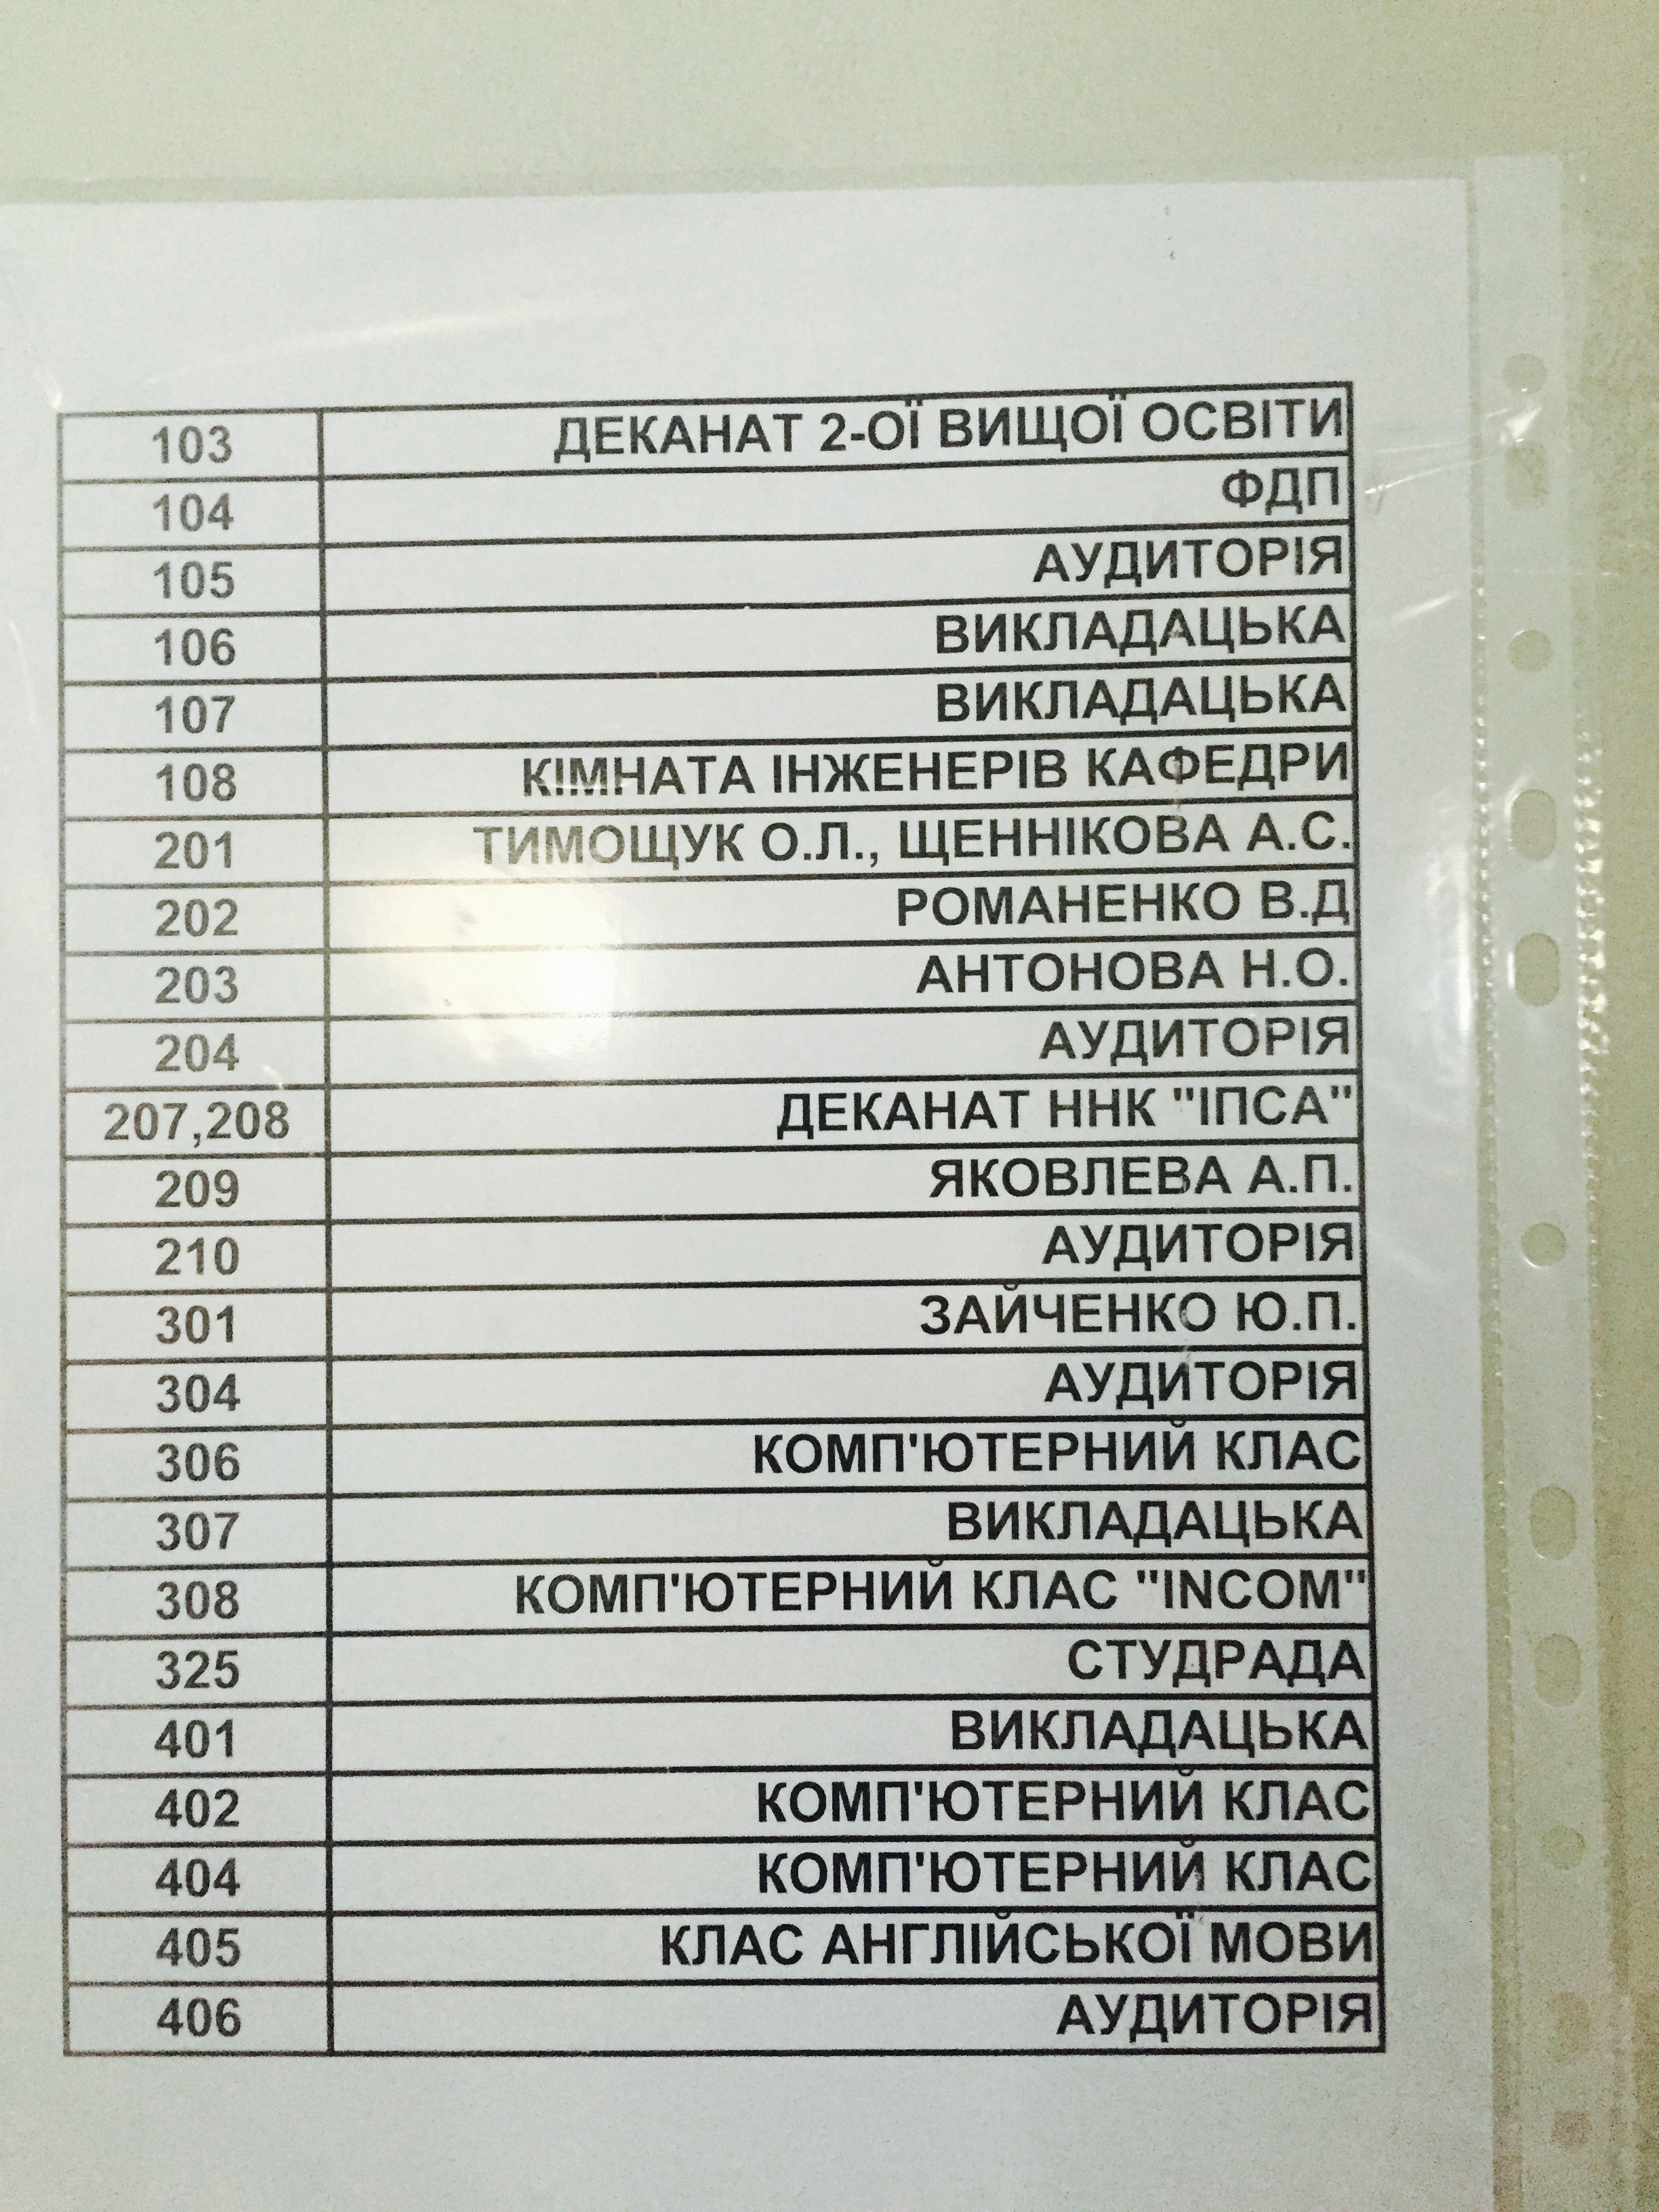 103 ДЕКАНАТ 2-ОЇ ВИЩОЇ ОСВІТИ
104 ФДП
105 АУДИТОРІЯ
106 ВИКЛАДАЦЬКА
107 ВИКЛАДАЦЬКА
108 КІМНАТА ІНЖЕНЕРІВ КАФЕДРИ
201 ТИМОЩУК О.Л., ЩЕННІКОВА А.С.
202 РОМАНЕНКО В.Д
203 АНТОНОВА Н.О.
204 АУДИТОРІЯ
207,208 ДЕКАНАТ ННК "ІПСА"
209 ЯКОВЛЕВА А.П.
210 АУДИТОРІЯ
301 ЗАЙЧЕНКО Ю.П.
304 АУДИТОРІЯ
306 КОМП'ЮТЕРНИЙ КЛАС
307 ВИКЛАДАЦЬКА
308 КОМП'ЮТЕРНИЙ КЛАС "INCOM"
325 СТУДРАДА
401 ВИКЛАДАЦЬКА
402 КОМП'ЮТЕРНИЙ КЛАС
404 КОМП'ЮТЕРНИЙ КЛАС
405 КЛАС АНГЛІЙСЬКОЇ МОВИ
406 АУДИТОРІЯ